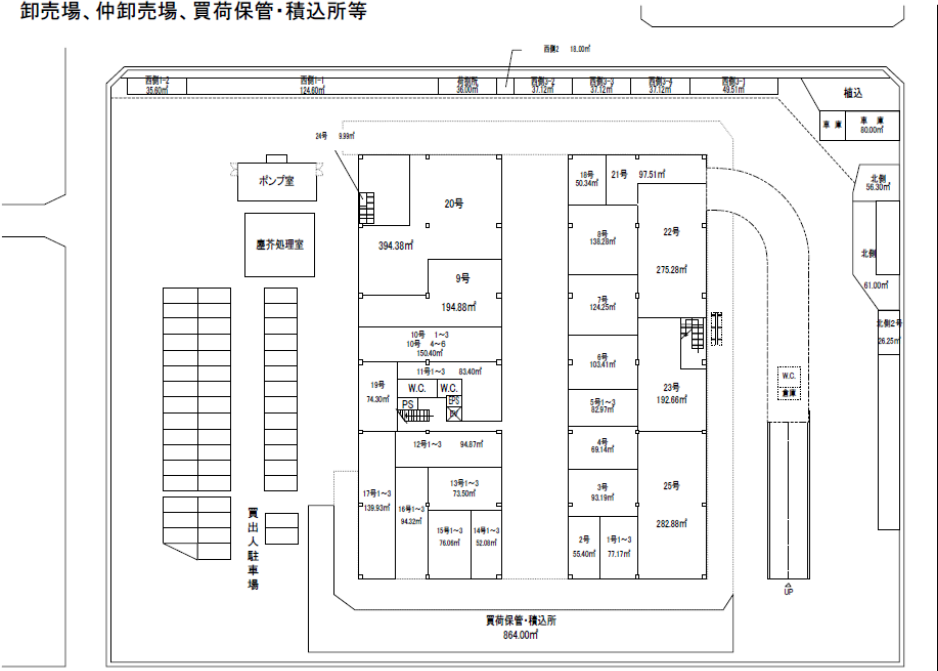 卸売場、仲卸売場、買荷保管・積込所等
西側2 18.00㎡
西側1-2
35.60㎡
西側1-1
124.60㎡
36.00㎡
西側3-2
37.12㎡
西側3-3
37.12㎡
西側3-4
37.12㎡
西側3-1
49.51㎡
植込
車庫
車庫
80.00㎡
24号 9.99㎡
ポンプ室
塵芥処理室
20号
394.38㎡
9号
194.88㎡
10号 1～3
10号 4～6
150.40㎡
11号1～3 83.40㎡
19号
74.30㎡
W.C.
W.C.
PS
EPS
12号1～3 94.87㎡
13号1～3
73.50㎡
17号1～3
139.93㎡
16号1～3
94.32㎡
15号1～3
76.06㎡
14号1～3
52.08㎡
18号
50.34㎡
21号 97.51㎡
8号
138.28㎡
22号
275.28㎡
7号
124.25㎡
6号
103.41㎡
5号1～3
82.97㎡
23号
192.66㎡
4号
69.14㎡
3号
93.19㎡
25号
282.88㎡
2号
55.40㎡
1号1～3
77.17㎡
北側
56.30㎡
北側
61.00㎡
北側2号
26.25㎡
W.C.
倉庫
UP
買出人駐車場
買荷保管・積込所
864.00㎡